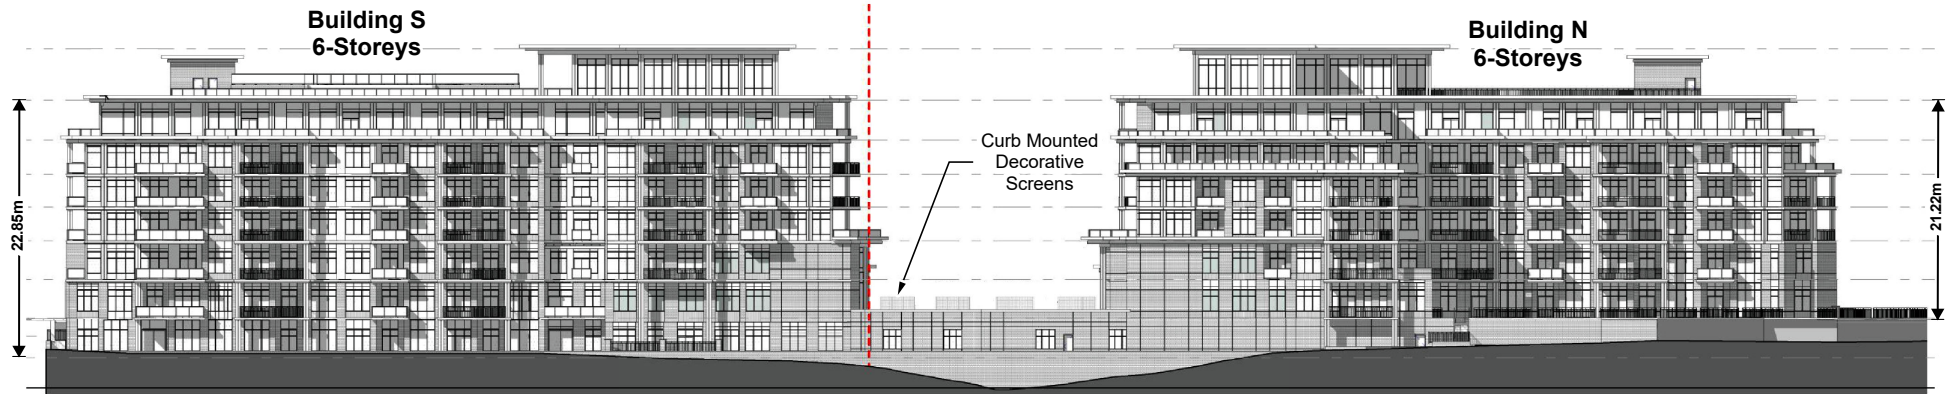 Building S
6-Storeys
Building N
6-Storeys
Curb Mounted
Decorative
Screens
22.85m
21.22m